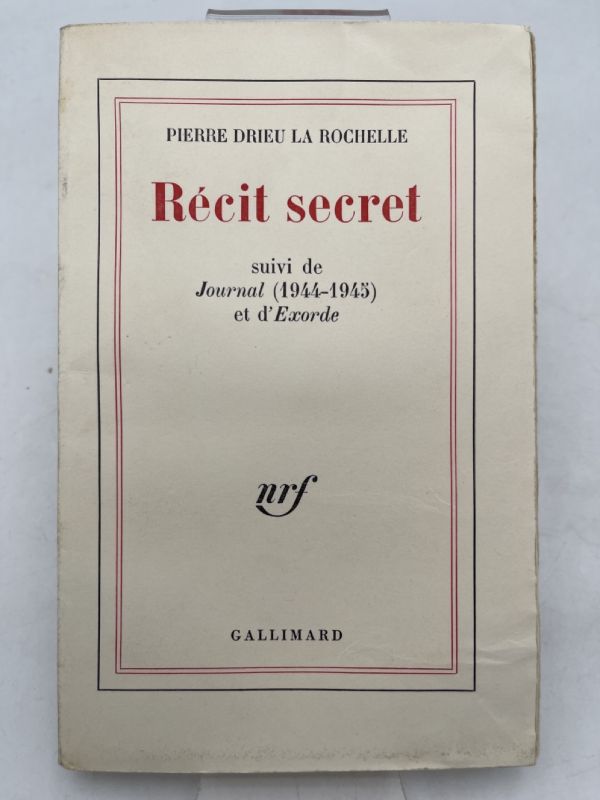 PIERRE DRIEU LA ROCHELLE
Récit secret
suivi de
Journal (1944-1945)
et d'Exorde
nrf
GALLIMARD